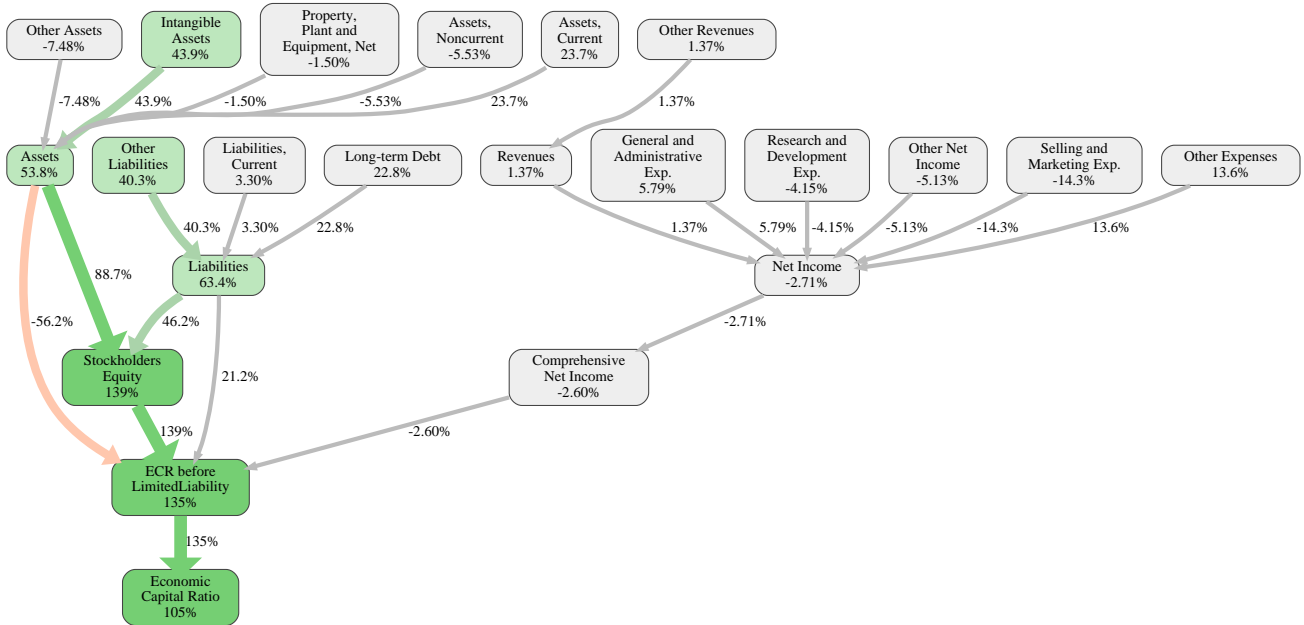 Other Assets
-7.48%
Intangible
Assets
43.9%
Property,
Plant and
Equipment, Net
-1.50%
Assets,
Noncurrent
-5.53%
Assets,
Current
23.7%
Other Revenues
1.37%
-7.48%
43.9%
-1.50%
-5.53%
23.7%
1.37%
Assets
53.8%
Other
Liabilities
40.3%
Liabilities,
Current
3.30%
Long-term Debt
22.8%
Revenues
1.37%
General and
Administrative
Exp.
5.79%
Research and
Development
Exp.
-4.15%
Other Net
Income
-5.13%
Selling and
Marketing Exp.
-14.3%
Other Expenses
13.6%
40.3%
3.30%
22.8%
1.37%
5.79%
-4.15%
-5.13%
-14.3%
13.6%
Liabilities
63.4%
Net Income
-2.71%
88.7%
-56.2%
46.2%
-2.71%
Stockholders
Equity
139%
21.2%
Comprehensive
Net Income
-2.60%
139%
-2.60%
ECR before
LimitedLiability
135%
135%
Economic
Capital Ratio
105%